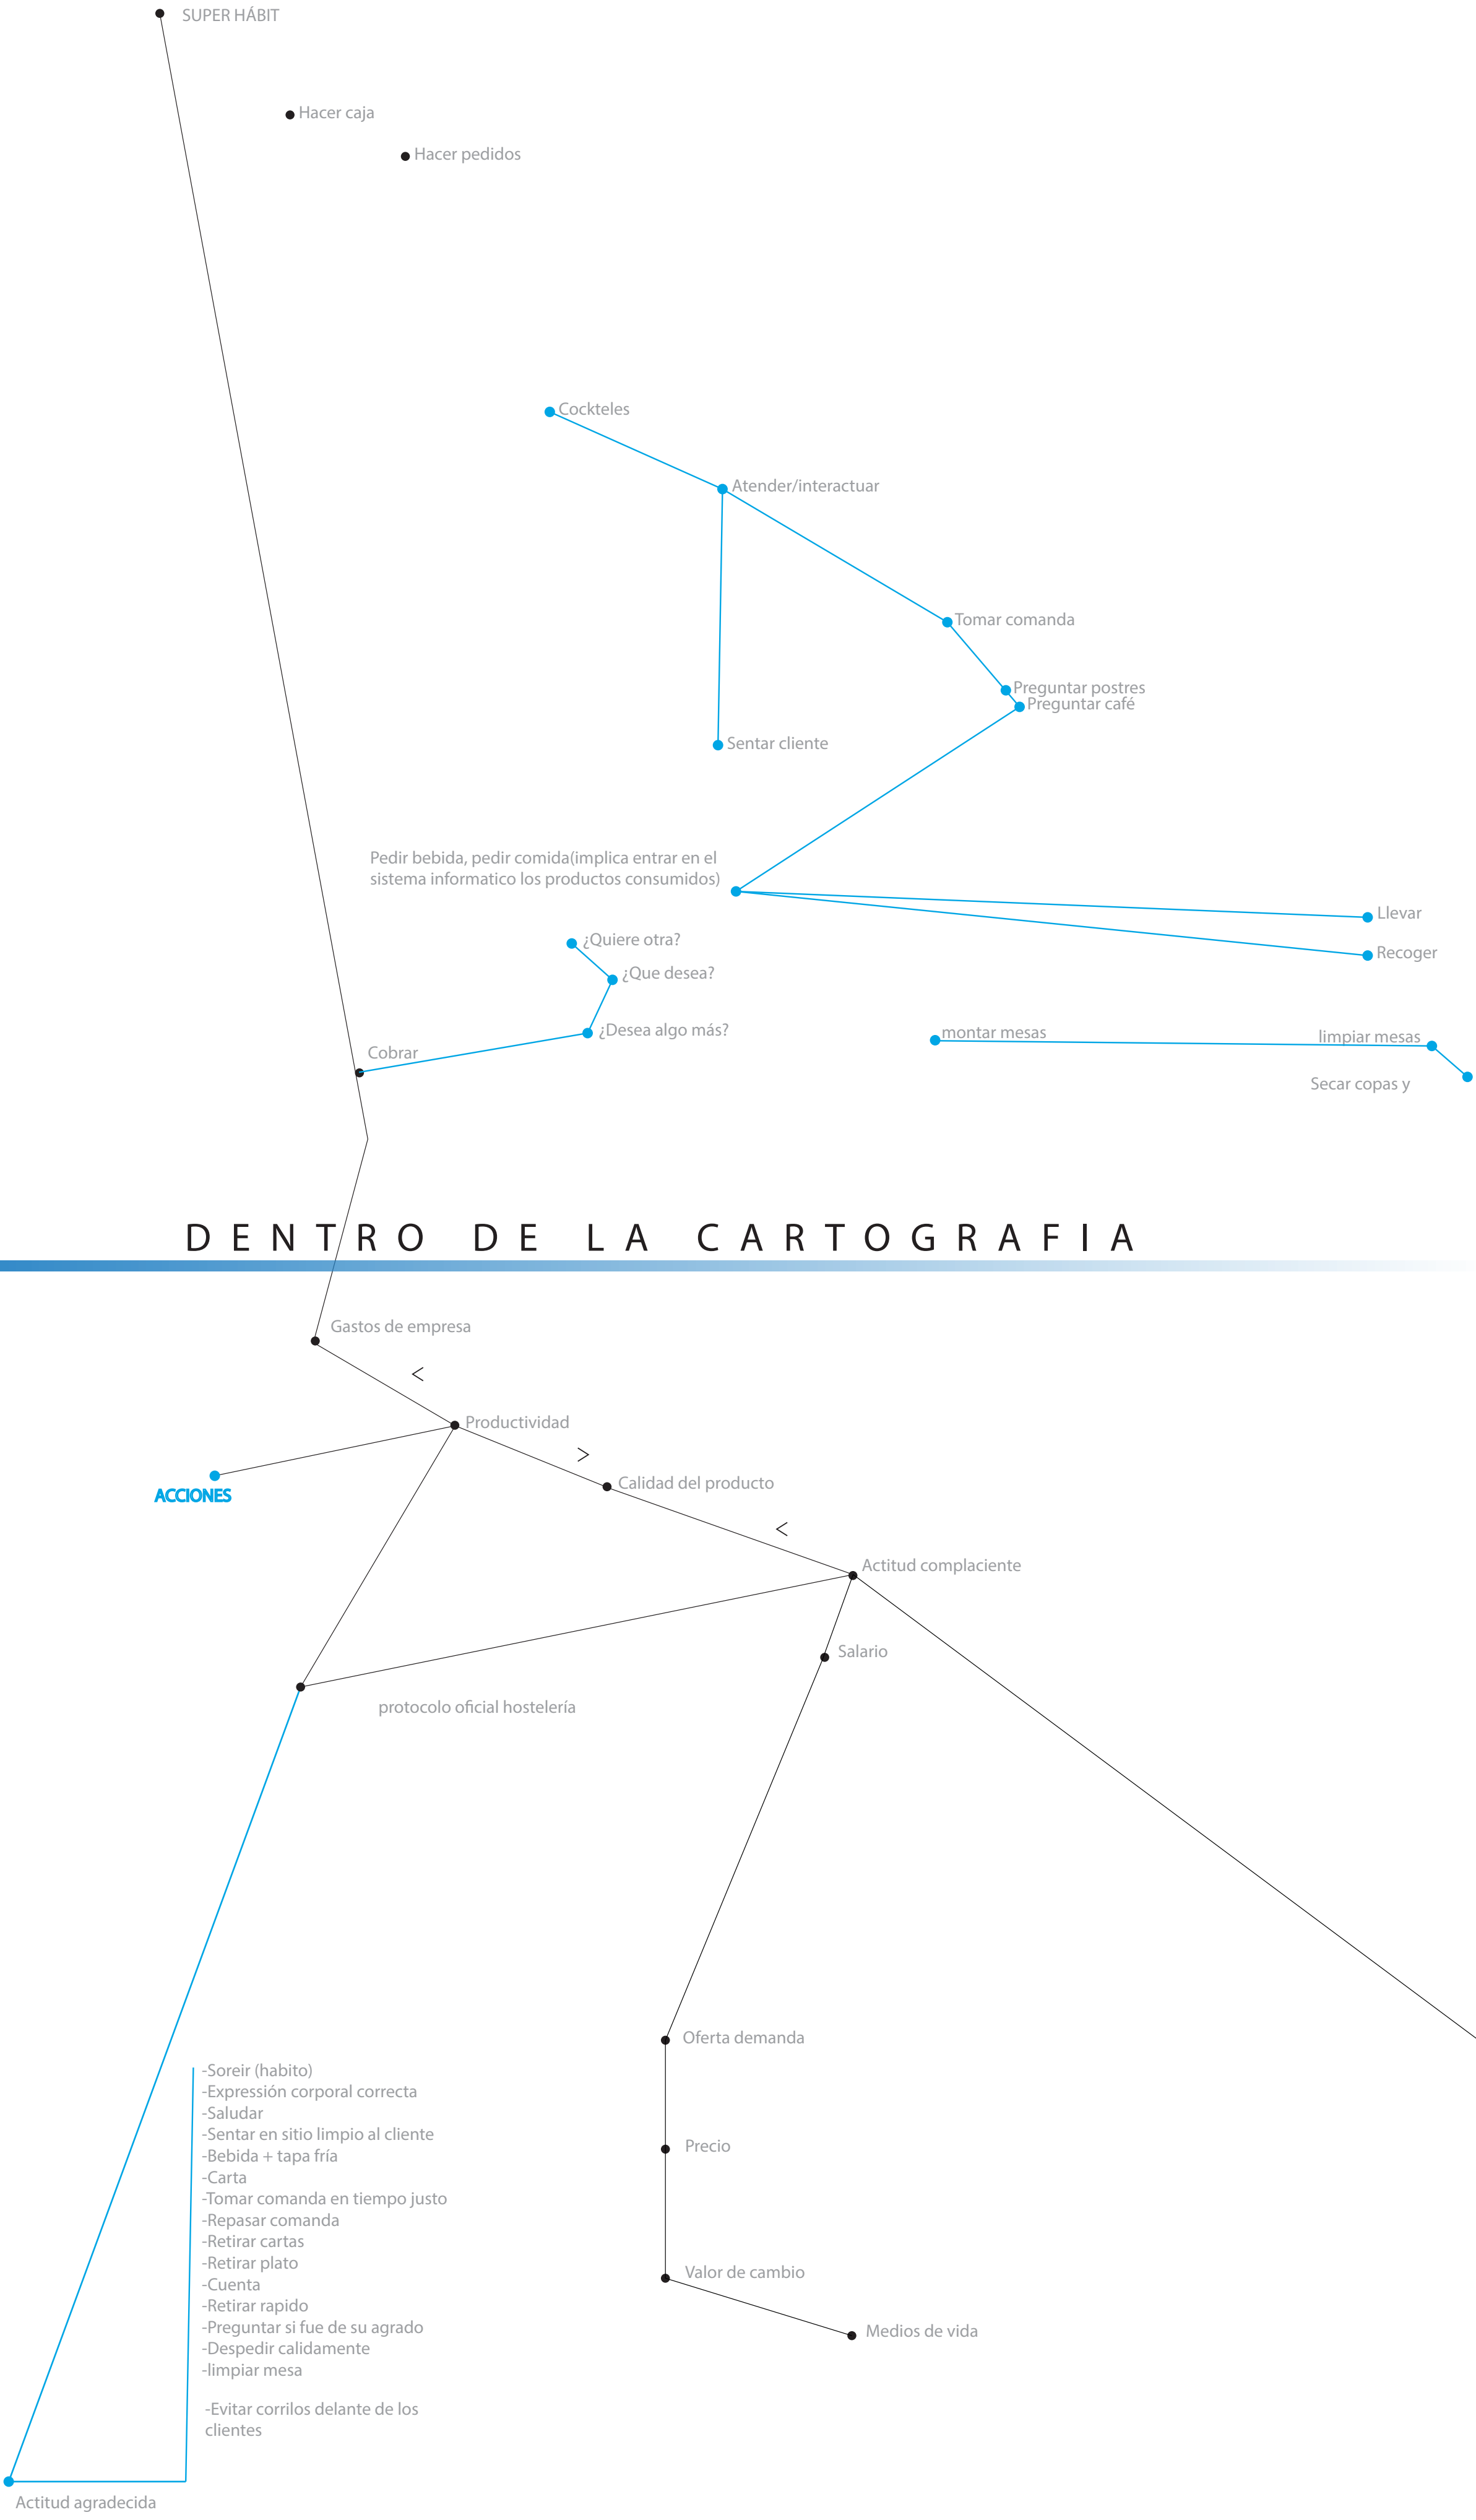 SUPER HÁBIT
Hacer caja
Hacer pedidos
Cockteles
Atender/interactuar
Tomar comanda
Preguntar postres
Preguntar café
Sentar cliente
Pedir bebida, pedir comida(implica entrar en el
sistema informatico los productos consumidos)
Llevar
¿Quiere otra?
Recoger
¿Que desea?
¿Desea algo más?
montar mesas
limpiar mesas
Cobrar
Secar copas y
DENTRO DE LA CARTOGRAFIA
Gastos de empresa
<
Productividad
>
Calidad del producto
ACCIONES
<
Actitud complaciente
Salario
protocolo oficial hostelería
Oferta demanda
-Soreir (habito)
-Expresión corporal correcta
-Saludar
-Sentar en sitio limpio al cliente
-Bebida + tapa fría
-Carta
-Tomar comanda en tiempo justo
-Repasar comanda
-Retirar cartas
-Retirar plato
-Cuenta
-Retirar rapido
-Preguntar si fue de su agrado
-Despedir calidamente
-limpiar mesa
-Evitar corrilos delante de los
clientes
Precio
Valor de cambio
Medios de vida
Actitud agradecida